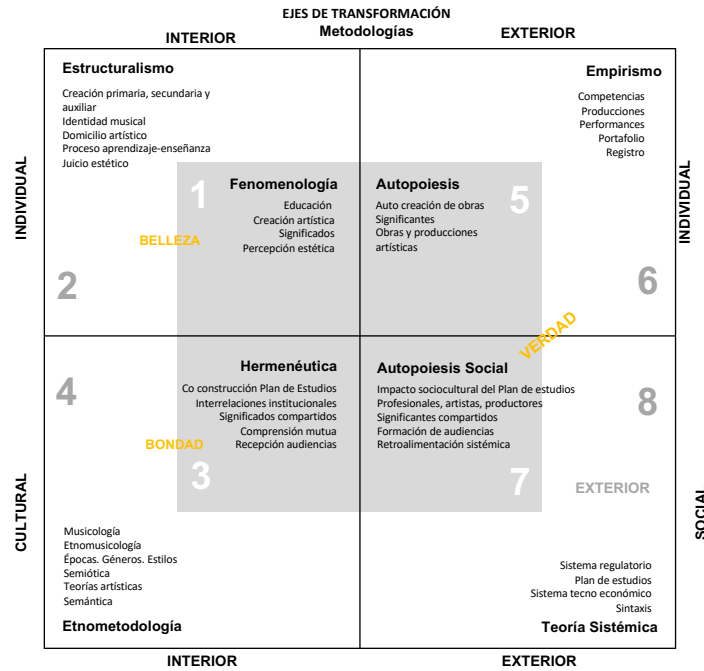 EJES DE TRANSFORMACIÓN
INTERIOR
Metodologías
EXTERIOR
INDIVIDUAL
Estructuralismo
Creación primaria, secundaria y
auxiliar
Identidad musical
Domicilio artístico
Proceso aprendizaje-enseñanza
Juicio estético
Empirismo
Competencias
Producciones
Performances
Portafolio
Registro
INDIVIDUAL
1
Fenomenología
Educación
Creación artística
Significados
Percepción estética
BELLEZA
2
Autopoiesis
Auto creación de obras
Significantes
Obras y producciones
artísticas
5
6
VERDAD
4
Hermenéutica
Co construcción Plan de Estudios
Interrelaciones institucionales
Significados compartidos
Comprensión mutua
Recepción audiencias
BONDAD
3
Autopoiesis Social
Impacto sociocultural del Plan de estudios
Profesionales, artistas, productores
Significantes compartidos
Formación de audiencias
Retroalimentación sistémica
7
8
EXTERIOR
CULTURAL
SOCIAL
Musicología
Etnomusicología
Épocas. Géneros. Estilos
Semiótica
Teorías artísticas
Semántica
Etnometodología
Sistema regulatorio
Plan de estudios
Sistema tecno económico
Sintaxis
Teoría Sistémica
INTERIOR
EXTERIOR